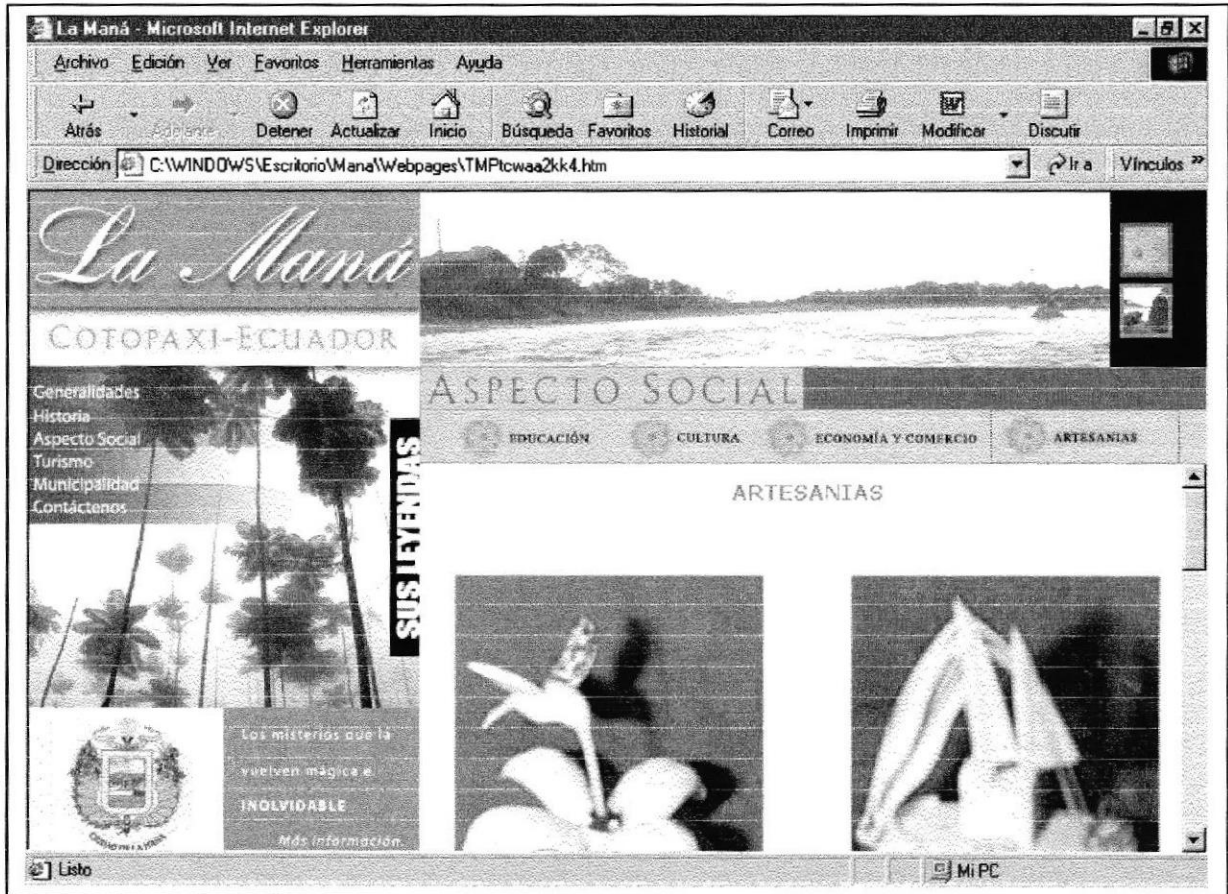 La Maná - Microsoft Internet Explorer
Archivo Edición Ver Favoritos Herramientas Ayuda
Atrás Adelante Detener Actualizar Inicio Búsqueda Favoritos Historial Correo Imprimir Modificar Discutir
Dirección C:\WINDOWS\Escritorio\Mana\Webpages\TMPtcwaa2kk4.htm Ir a Vínculos »
La Maná
COTOPAXI-ECUADOR
Generalidades
Historia
Aspecto Social
Turismo
Municipalidad
Contáctenos
SUS LEYENDAS
Los misterios que la
vuelven mágica e
INOLVIDABLE
Más información.
ASPECTO SOCIAL
EDUCACIÓN CULTURA ECONOMÍA Y COMERCIO ARTESANIAS
ARTESANIAS
Listo Mi PC